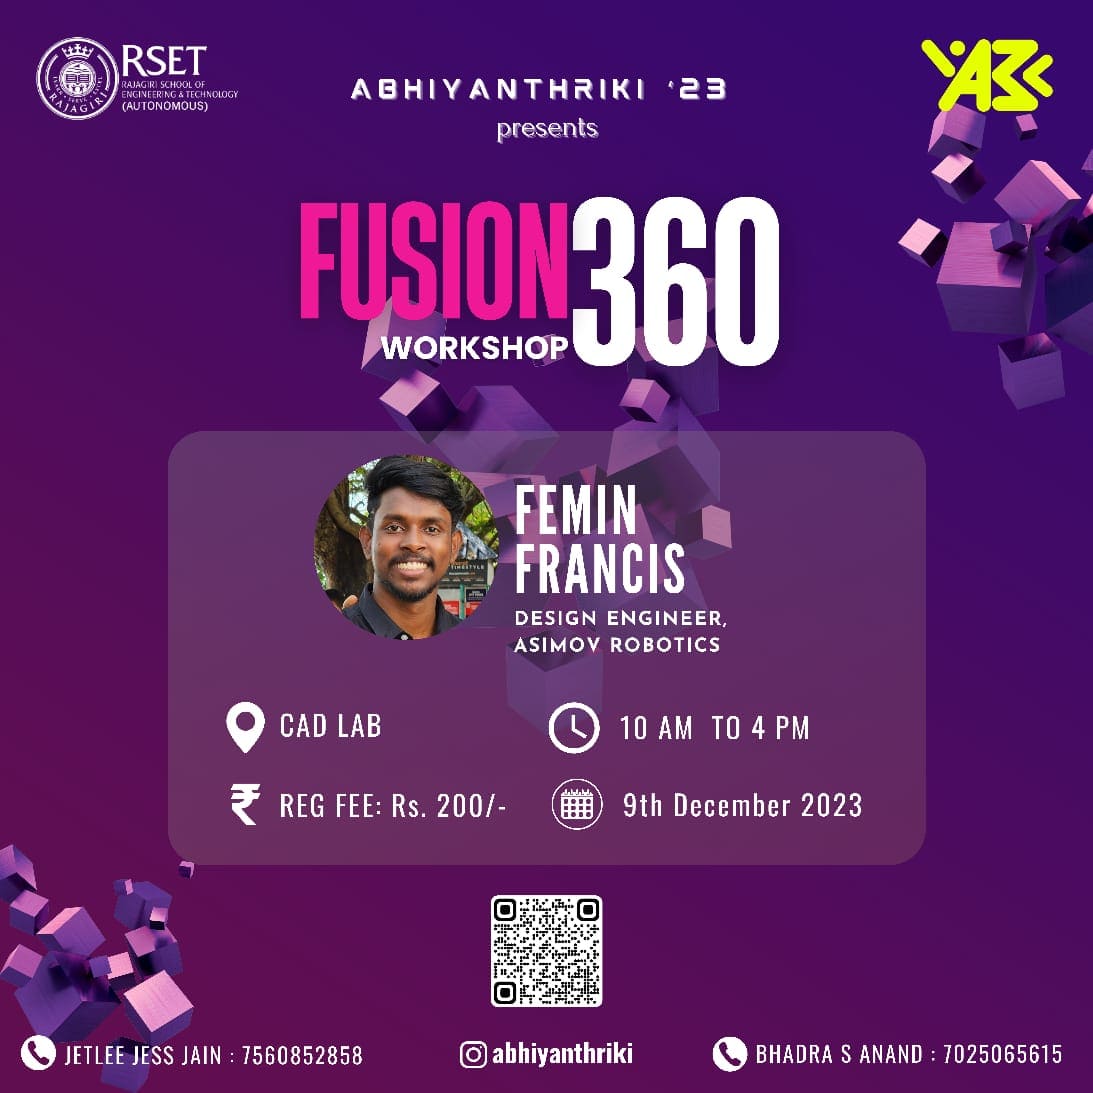 RSET
RAJAGIRI SCHOOL OF
ENGINEERING & TECHNOLOGY
(AUTONOMOUS)
RAJAGIRI
ABHIYANTHRIKI '23
presents
FUSION 360
WORKSHOP
FEMIN
FRANCIS
DESIGN ENGINEER,
ASIMOV ROBOTICS
CAD LAB
10 AM TO 4 PM
₹ REG FEE: Rs. 200/-
9th December 2023
JETLEE JESS JAIN : 7560852858
abhiyanthriki
BHADRA S ANAND : 7025065615